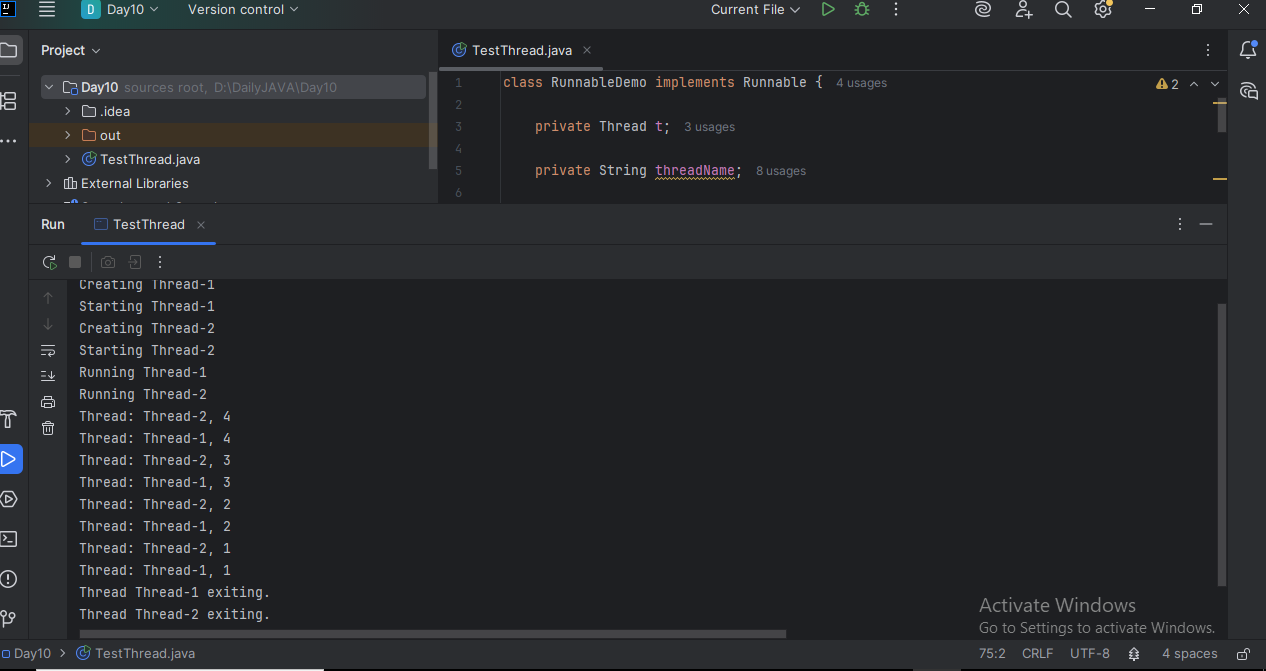 D Day10 Version control Current File
Project
TestThread.java
Day10 sources root, D:\DailyJAVA\Day10
.idea
out
TestThread.java
External Libraries
1 class RunnableDemo implements Runnable { 4 usages
2
3 private Thread t; 3 usages
4
5 private String threadName; 8 usages
6
2
Run TestThread
Creating Thread-1
Starting Thread-1
Creating Thread-2
Starting Thread-2
Running Thread-1
Running Thread-2
Thread: Thread-2, 4
Thread: Thread-1, 4
Thread: Thread-2, 3
Thread: Thread-1, 3
Thread: Thread-2, 2
Thread: Thread-1, 2
Thread: Thread-2, 1
Thread: Thread-1, 1
Thread Thread-1 exiting.
Thread Thread-2 exiting.
Activate Windows
Go to Settings to activate Windows.
Day10 TestThread.java
75:2 CRLF UTF-8 4 spaces